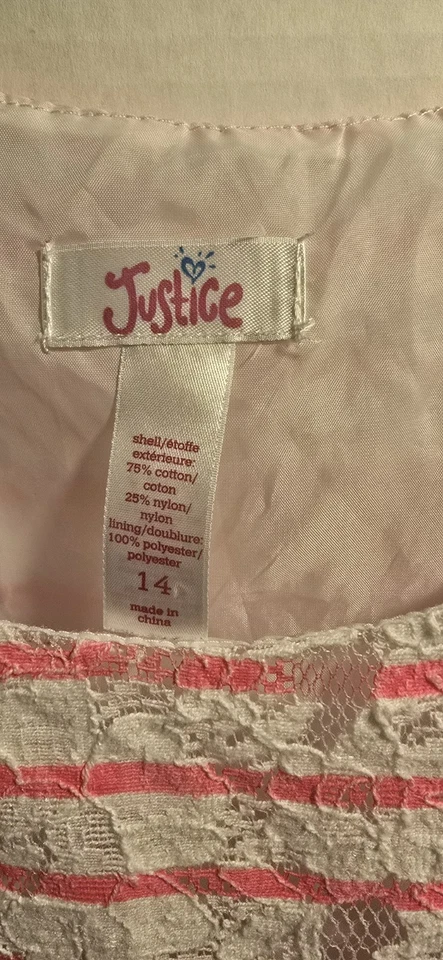 Justice
shell/étoffe
extérieure:
75% cotton/
coton
25% nylon/
nylon
lining/doublure:
100% polyester/
polyester
14
made in
china